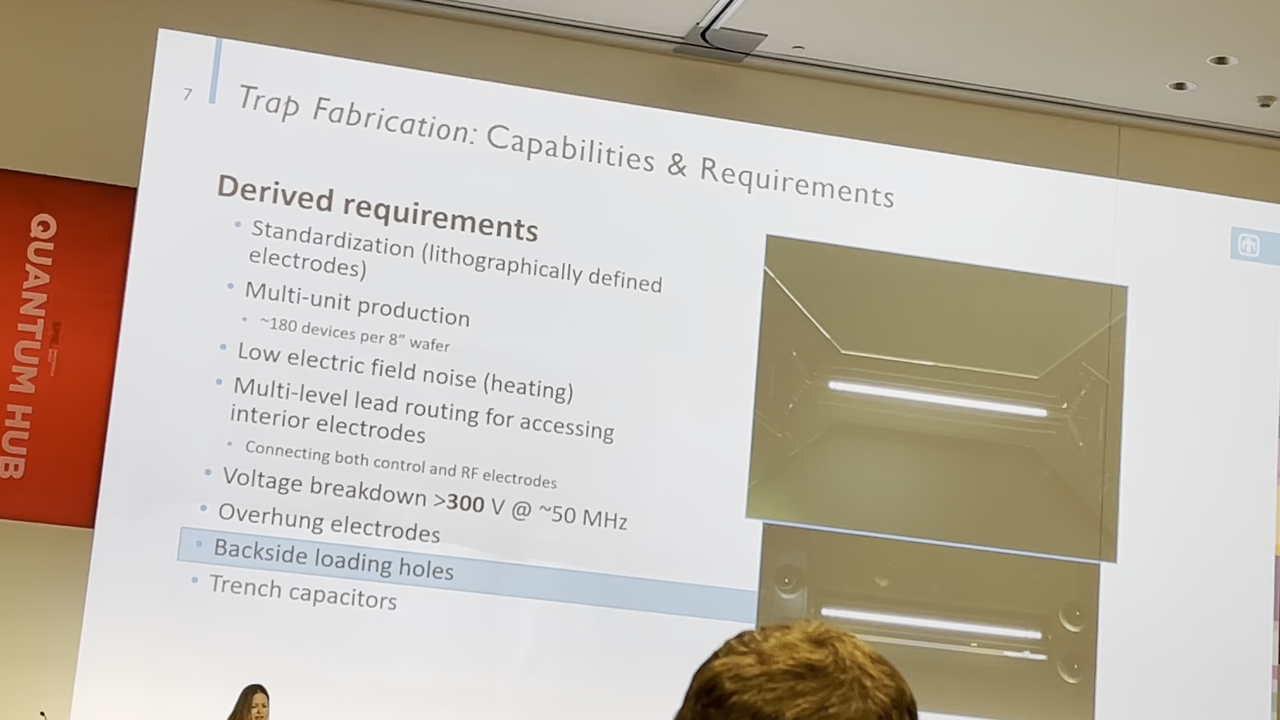 7
Trap Fabrication: Capabilities & Requirements
Derived requirements
• Standardization (lithographically defined
electrodes)
• Multi-unit production
• ~180 devices per 8” wafer
• Low electric field noise (heating)
• Multi-level lead routing for accessing
interior electrodes
• Connecting both control and RF electrodes
• Voltage breakdown >300 V @ ~50 MHz
• Overhung electrodes
• Backside loading holes
• Trench capacitors
QUANTUM HUB